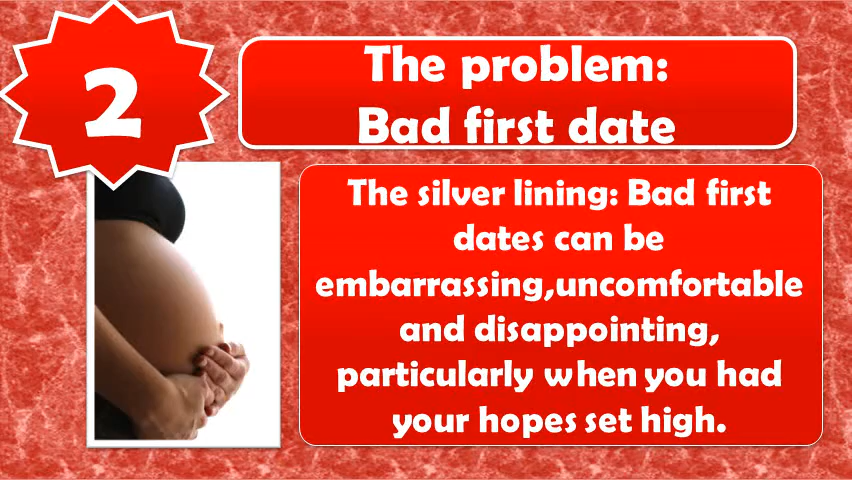 2
The problem:
Bad first date
The silver lining: Bad first
dates can be
embarrassing,uncomfortable
and disappointing,
particularly when you had
your hopes set high.